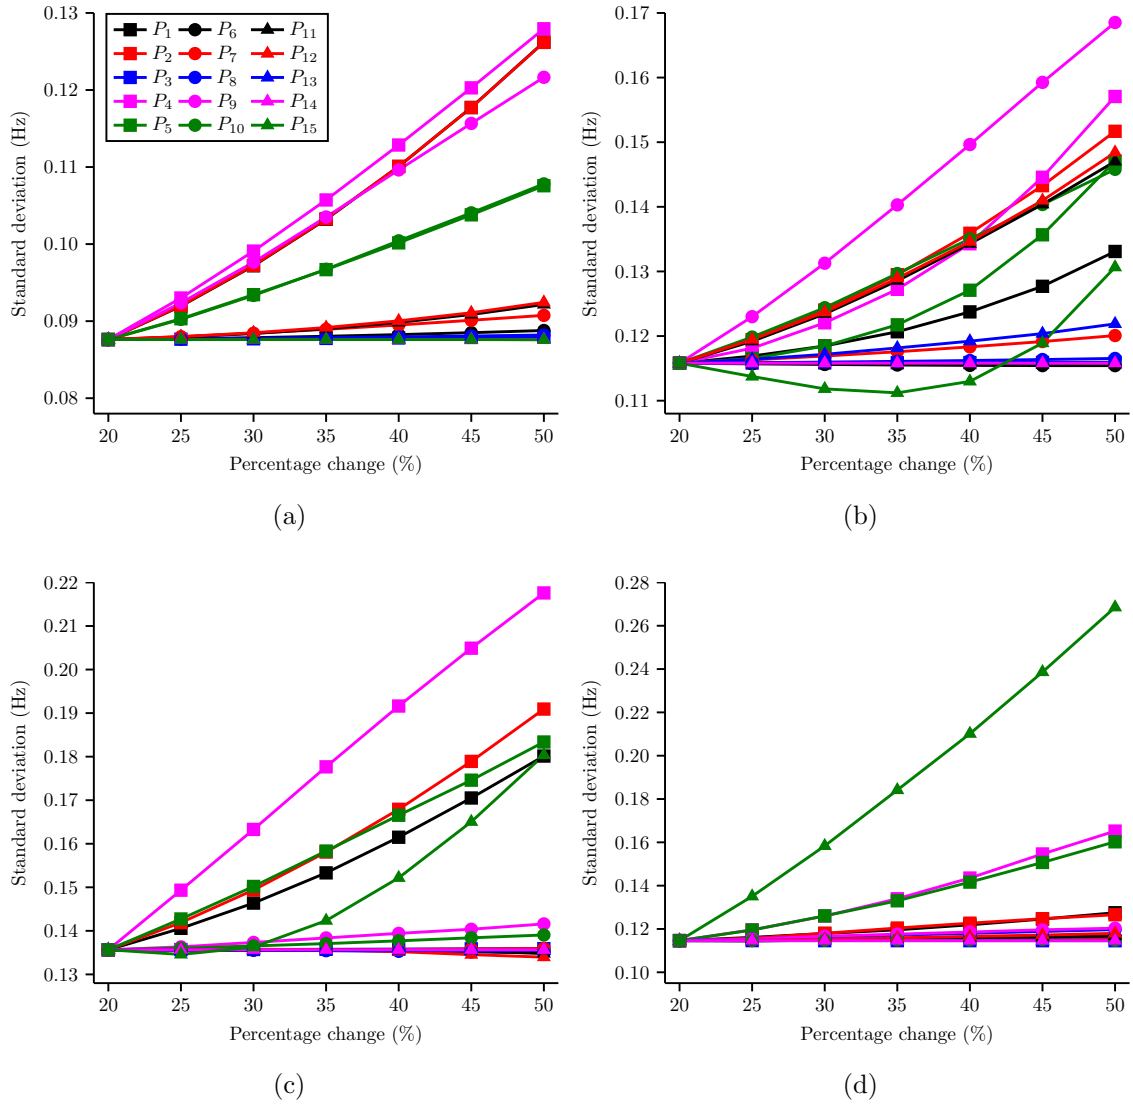 0.13
0.12
0.11
0.10
0.09
0.08
Standard deviation (Hz)
P1 P6 P11
P2 P7 P12
P3 P8 P13
P4 P9 P14
P5 P10 P15
20 25 30 35 40 45 50
Percentage change (%)
(a)
0.17
0.16
0.15
0.14
0.13
0.12
0.11
Standard deviation (Hz)
20 25 30 35 40 45 50
Percentage change (%)
(b)
0.22
0.21
0.20
0.19
0.18
0.17
0.16
0.15
0.14
0.13
Standard deviation (Hz)
20 25 30 35 40 45 50
Percentage change (%)
(c)
0.28
0.26
0.24
0.22
0.20
0.18
0.16
0.14
0.12
0.10
Standard deviation (Hz)
20 25 30 35 40 45 50
Percentage change (%)
(d)